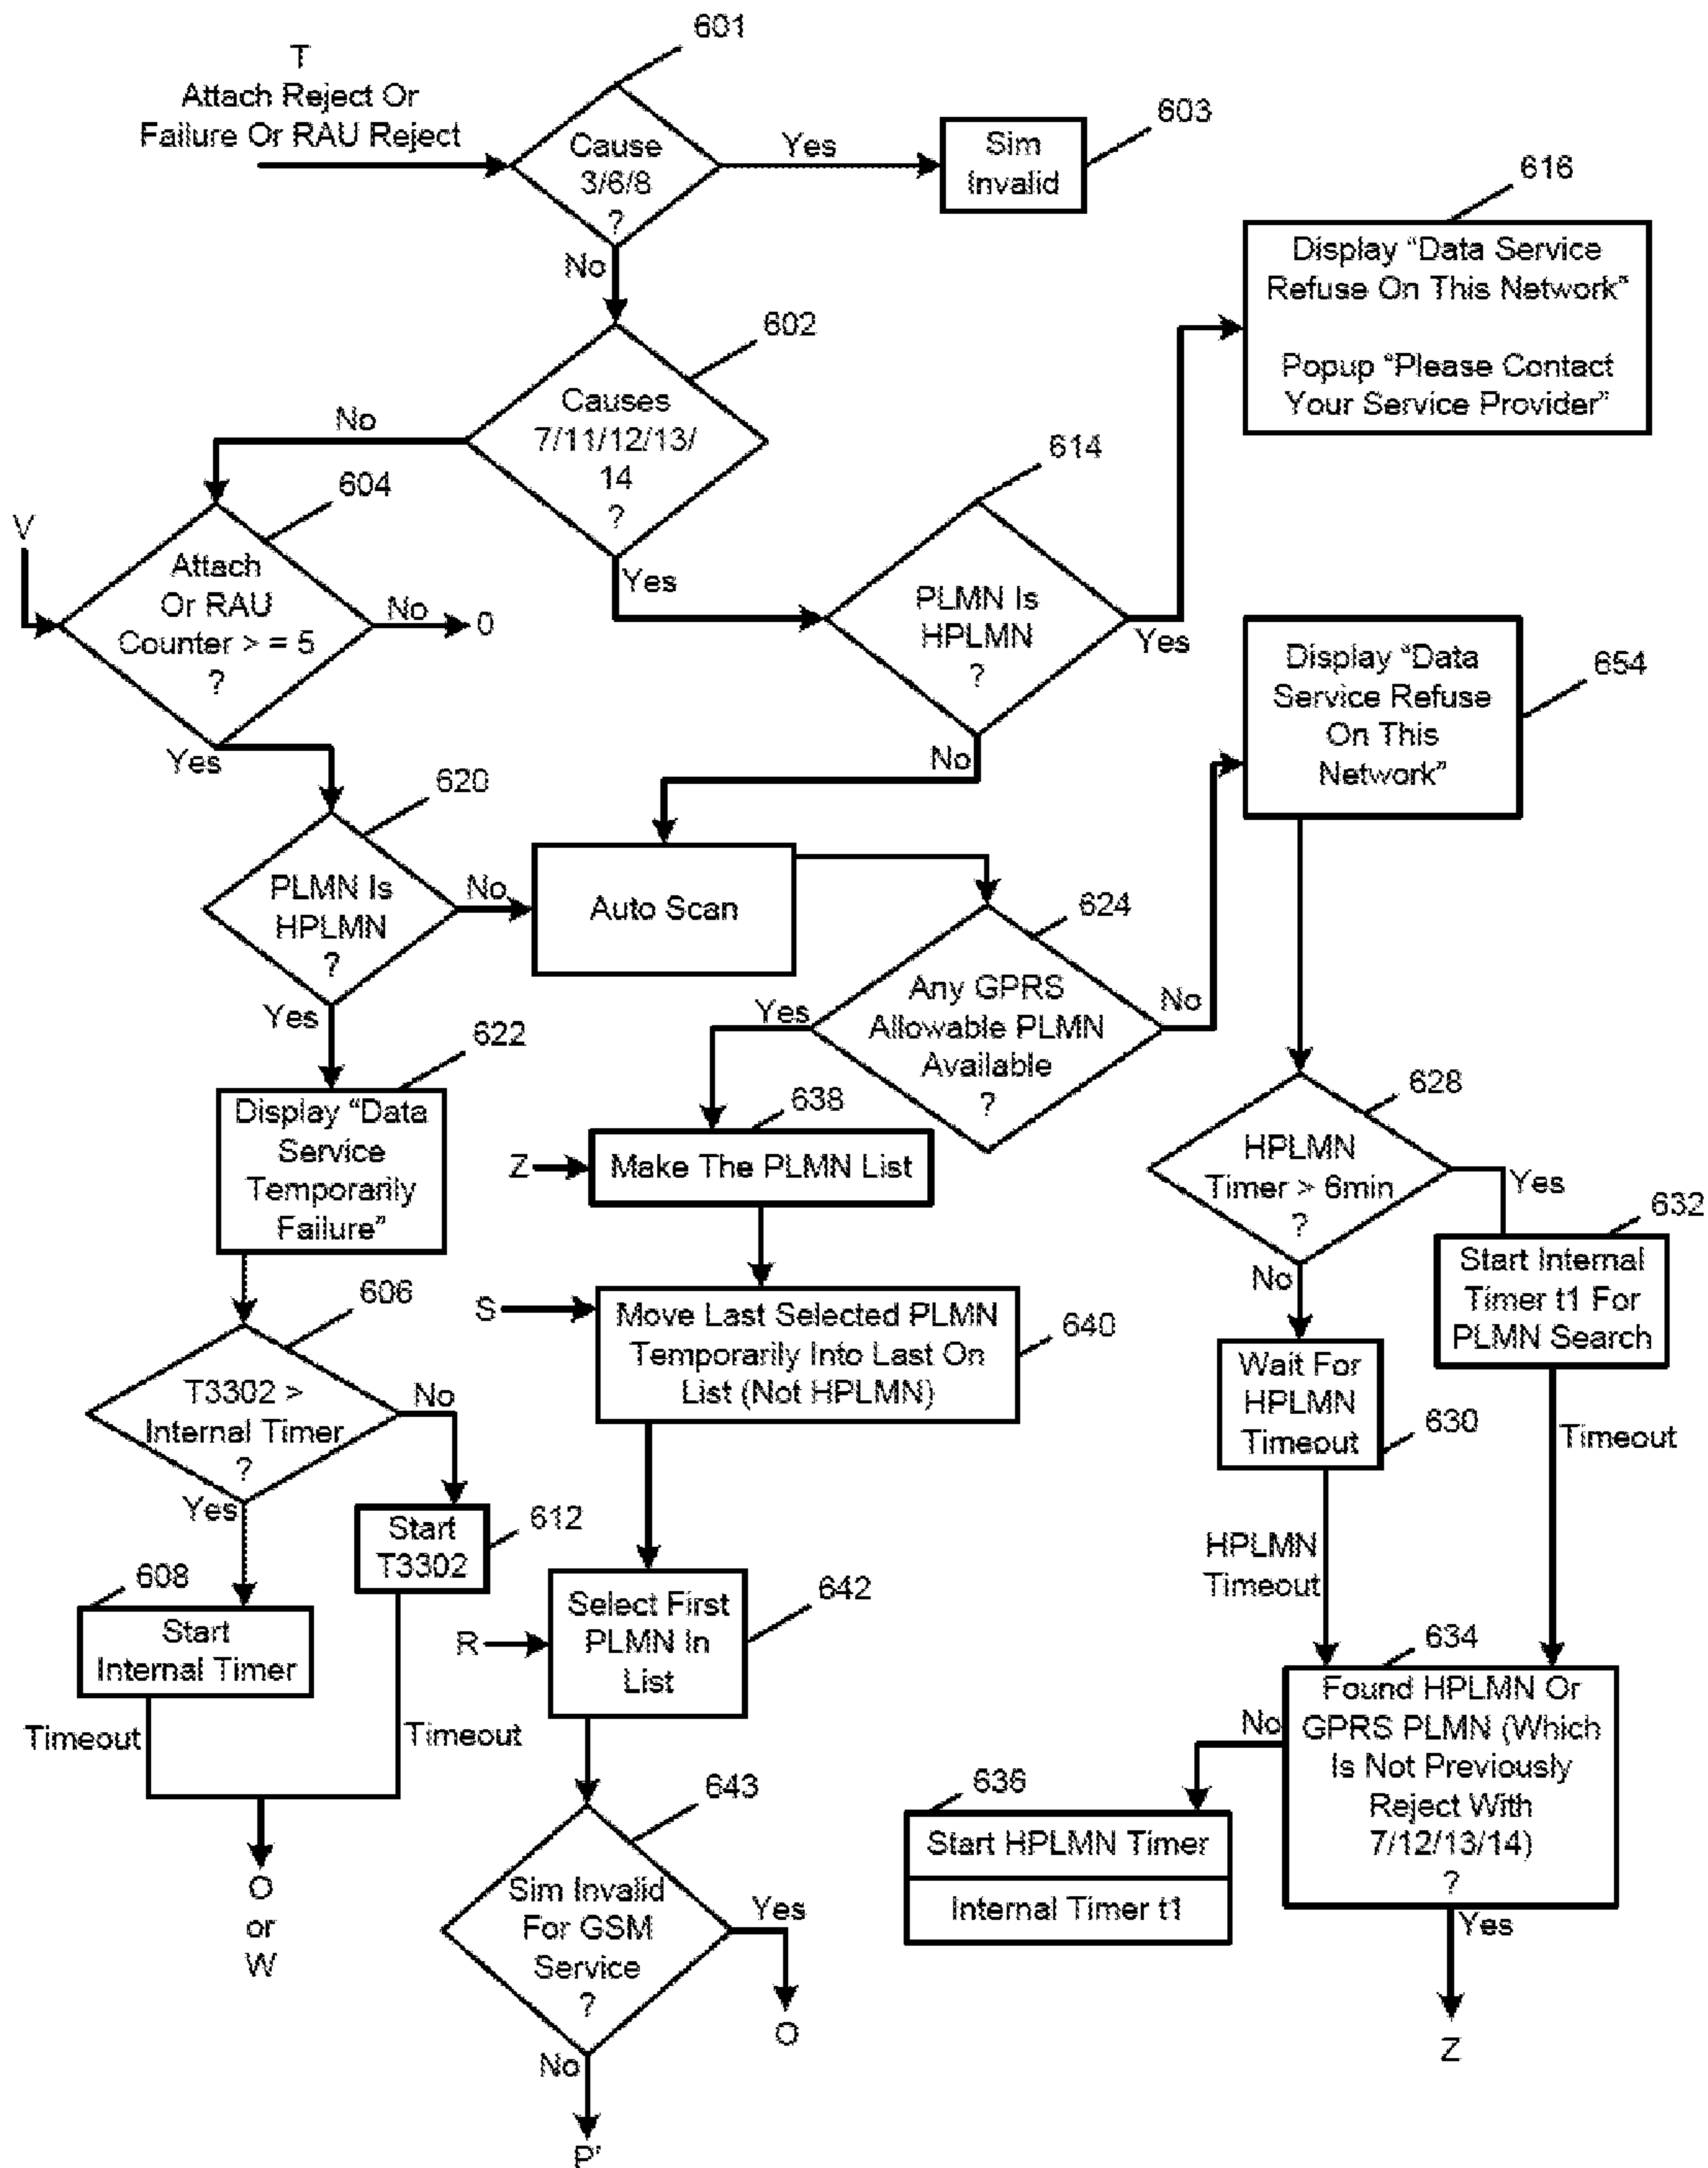 601
T
Attach Reject Or
Failure Or RAU Reject
Cause
3/6/8
?
Yes
Sim
Invalid
603
No
616
Display “Data Service
Refuse On This Network”
Popup “Please Contact
Your Service Provider”
602
Causes
7/11/12/13/
14
?
No
Yes
604
V
Attach
Or RAU
Counter > = 5
?
No
0
Yes
614
PLMN Is
HPLMN
?
Yes
No
Display “Data
Service Refuse
On This
Network”
654
620
PLMN Is
HPLMN
?
No
Yes
Auto Scan
624
Any GPRS
Allowable PLMN
Available
?
Yes
No
622
Display “Data
Service
Temporarily
Failure”
638
Z
Make The PLMN List
628
HPLMN
Timer > 6min
?
Yes
No
632
Start Internal
Timer t1 For
PLMN Search
Timeout
606
T3302 >
Internal Timer
?
No
Yes
S
Move Last Selected PLMN
Temporarily Into Last On
List (Not HPLMN)
640
Wait For
HPLMN
Timeout
630
HPLMN
Timeout
Start
T3302
612
608
Start
Internal Timer
Timeout
Timeout
O
or
W
R
Select First
PLMN In
List
642
634
Found HPLMN Or
GPRS PLMN (Which
Is Not Previously
Reject With
7/12/13/14)
?
No
Yes
Z
636
Start HPLMN Timer
Internal Timer t1
643
Sim Invalid
For GSM
Service
?
Yes
O
No
P'